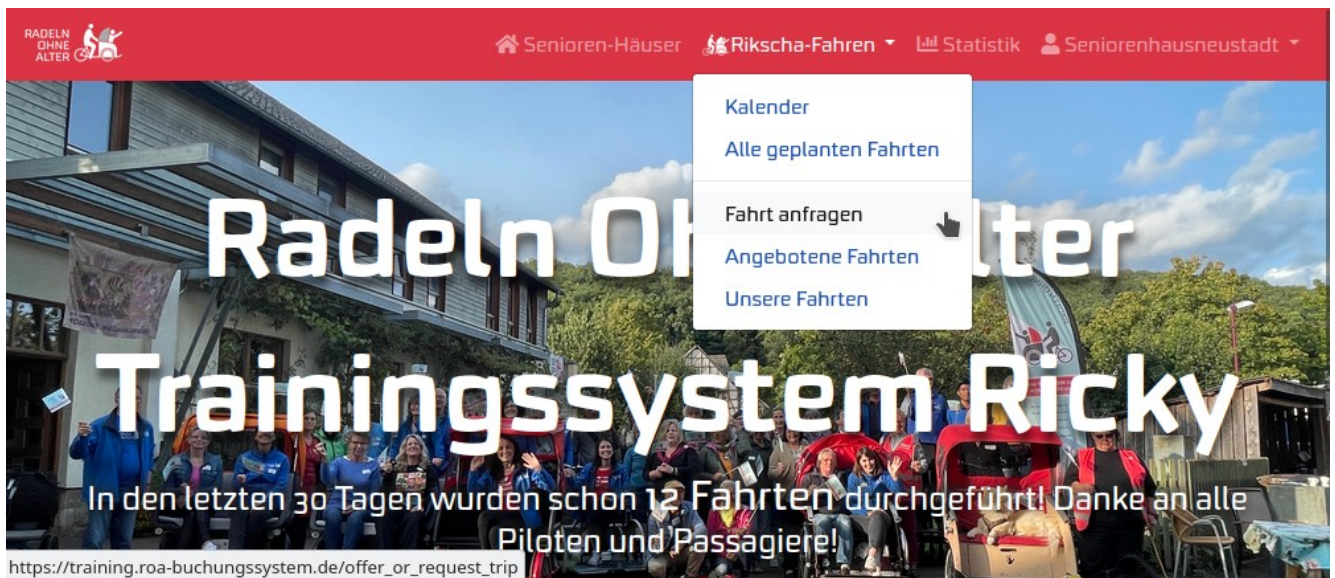 RADELN
OHNE
ALTER
Senioren-Häuser Rikscha-Fahren Statistik Seniorenhausneustadt
Kalender
Alle geplanten Fahrten
Fahrt anfragen
Angebotene Fahrten
Unsere Fahrten
Radeln Oh lter
Trainingssystem Ricky
In den letzten 30 Tagen wurden schon 12 Fahrten durchgeführt! Danke an alle
Piloten und Passagiere!
https://training.roa-buchungssystem.de/offer_or_request_trip